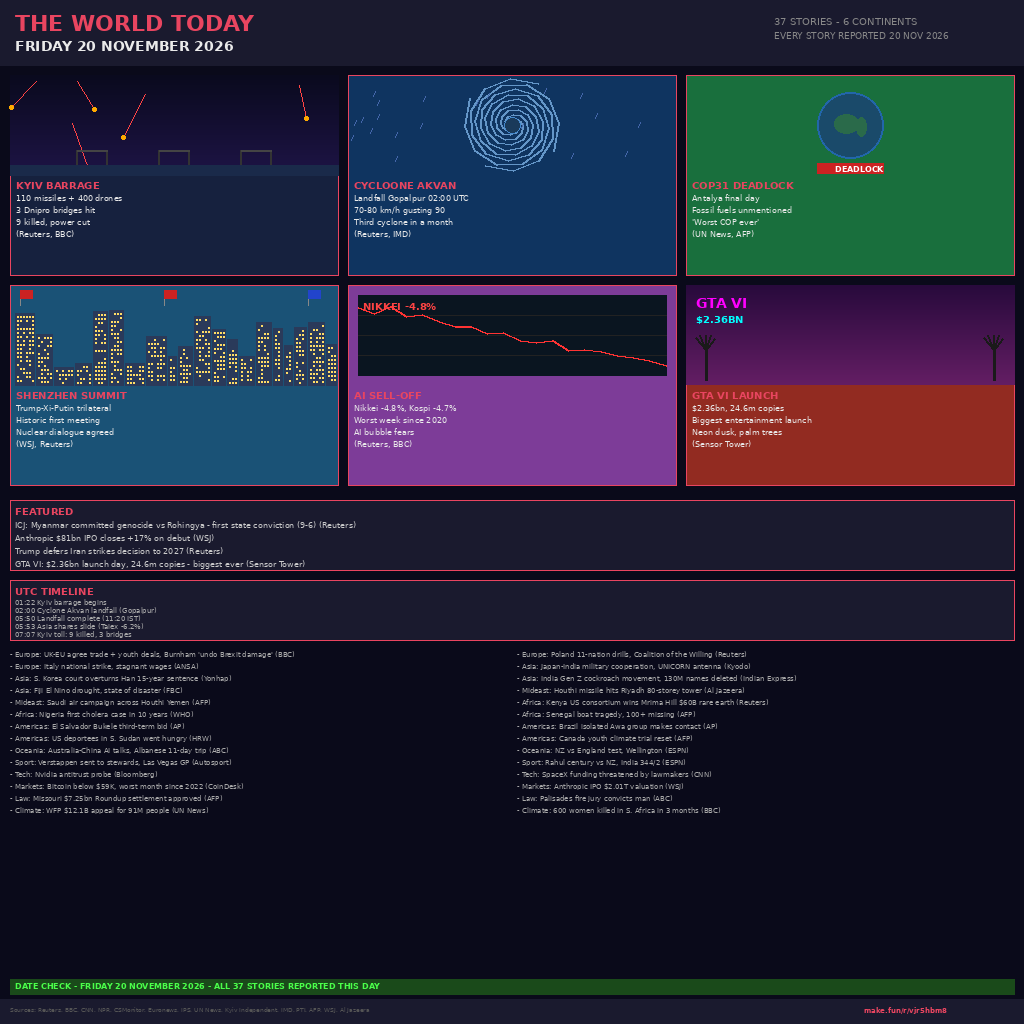 THE WORLD TODAY
FRIDAY 20 NOVEMBER 2026
37 STORIES - 6 CONTINENTS
EVERY STORY REPORTED 20 NOV 2026
KYIV BARRAGE
110 missiles + 400 drones
3 Dnipro bridges hit
9 killed, power cut
(Reuters, BBC)
CYCLOONE AKVAN
Landfall Gopalpur 02:00 UTC
70-80 km/h gusting 90
Third cyclone in a month
(Reuters, IMD)
DEADLOCK
COP31 DEADLOCK
Antalya final day
Fossil fuels unmentioned
'Worst COP ever'
(UN News, AFP)
SHENZHEN SUMMIT
Trump-Xi-Putin trilateral
Historic first meeting
Nuclear dialogue agreed
(WSJ, Reuters)
NIKKEI -4.8%
AI SELL-OFF
Nikkei -4.8%, Kospi -4.7%
Worst week since 2020
AI bubble fears
(Reuters, BBC)
GTA VI
$2.36BN
GTA VI LAUNCH
$2.36bn, 24.6m copies
Biggest entertainment launch
Neon dusk, palm trees
(Sensor Tower)
FEATURED
ICJ: Myanmar committed genocide vs Rohingya - first state conviction (9-6) (Reuters)
Anthropic $81bn IPO closes +17% on debut (WSJ)
Trump defers Iran strikes decision to 2027 (Reuters)
GTA VI: $2.36bn launch day, 24.6m copies - biggest ever (Sensor Tower)
UTC TIMELINE
01:22 Kyiv barrage begins
02:00 Cyclone Akvan landfall (Gopalpur)
05:50 Landfall complete (11:20 IST)
05:53 Asia shares slide (Taiex -6.2%)
07:07 Kyiv toll: 9 killed, 3 bridges
- Europe: UK-EU agree trade + youth deals, Burnham 'undo Brexit damage' (BBC)
- Europe: Italy national strike, stagnant wages (ANSA)
- Asia: S. Korea court overturns Han 15-year sentence (Yonhap)
- Asia: Fiji El Nino drought, state of disaster (FBC)
- Mideast: Saudi air campaign across Houthi Yemen (AFP)
- Africa: Nigeria first cholera case in 10 years (WHO)
- Americas: El Salvador Bukele third-term bid (AP)
- Americas: US deportees in S. Sudan went hungry (HRW)
- Oceania: Australia-China AI talks, Albanese 11-day trip (ABC)
- Sport: Verstappen sent to stewards, Las Vegas GP (Autosport)
- Tech: Nvidia antitrust probe (Bloomberg)
- Markets: Bitcoin below $59K, worst month since 2022 (CoinDesk)
- Law: Missouri $7.25bn Roundup settlement approved (AFP)
- Climate: WFP $12.1B appeal for 91M people (UN News)
- Europe: Poland 11-nation drills, Coalition of the Willing (Reuters)
- Asia: Japan-India military cooperation, UNICORN antenna (Kyodo)
- Asia: India Gen Z cockroach movement, 130M names deleted (Indian Express)
- Mideast: Houthi missile hits Riyadh 80-storey tower (Al Jazeera)
- Africa: Kenya US consortium wins Mrima Hill $60B rare earth (Reuters)
- Africa: Senegal boat tragedy, 100+ missing (AFP)
- Americas: Brazil isolated Awa group makes contact (AP)
- Americas: Canada youth climate trial reset (AFP)
- Oceania: NZ vs England test, Wellington (ESPN)
- Sport: Rahul century vs NZ, India 344/2 (ESPN)
- Tech: SpaceX funding threatened by lawmakers (CNN)
- Markets: Anthropic IPO $2.01T valuation (WSJ)
- Law: Palisades fire jury convicts man (ABC)
- Climate: 600 women killed in S. Africa in 3 months (BBC)
DATE CHECK - FRIDAY 20 NOVEMBER 2026 - ALL 37 STORIES REPORTED THIS DAY
Sources: Reuters, BBC, CNN, NPR, CSMonitor, Euronews, IPS, UN News, Kyiv Independent, IMD, PTI, AFP, WSJ, Al Jazeera
make.fun/r/vjr5hbm8